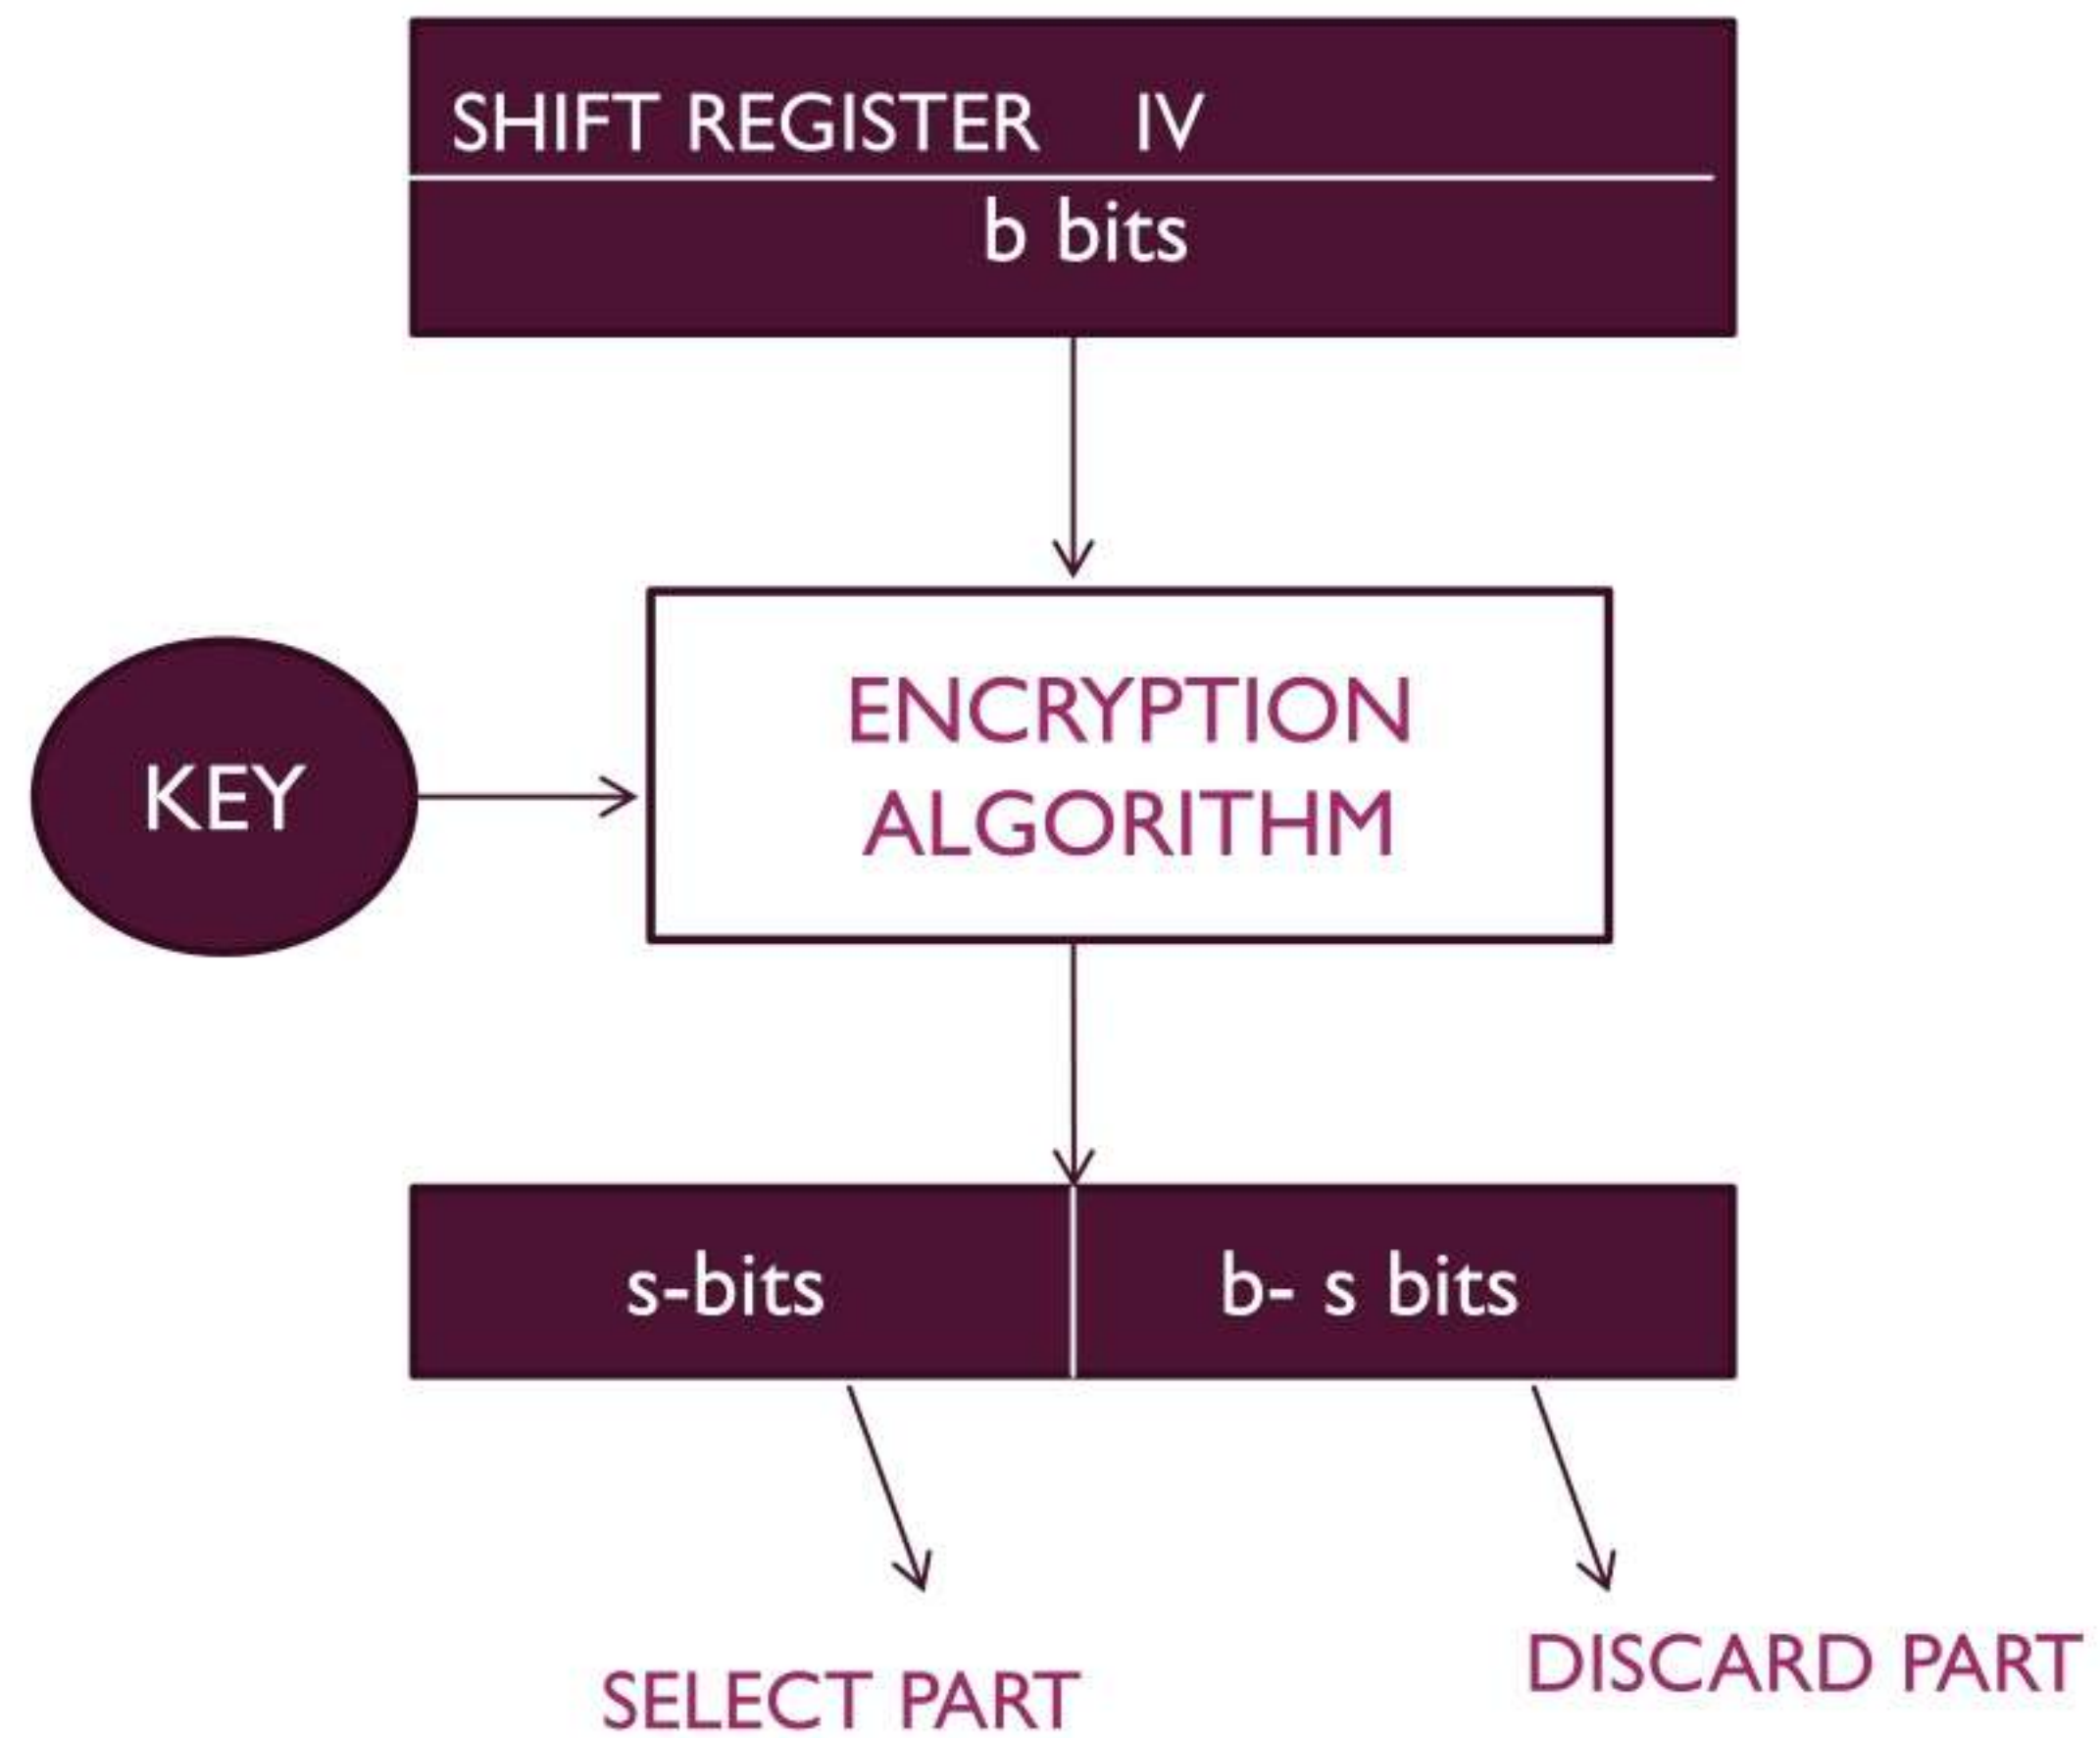 SHIFT REGISTER IV
b bits
KEY
ENCRYPTION
ALGORITHM
s-bits
b- s bits
SELECT PART
DISCARD PART